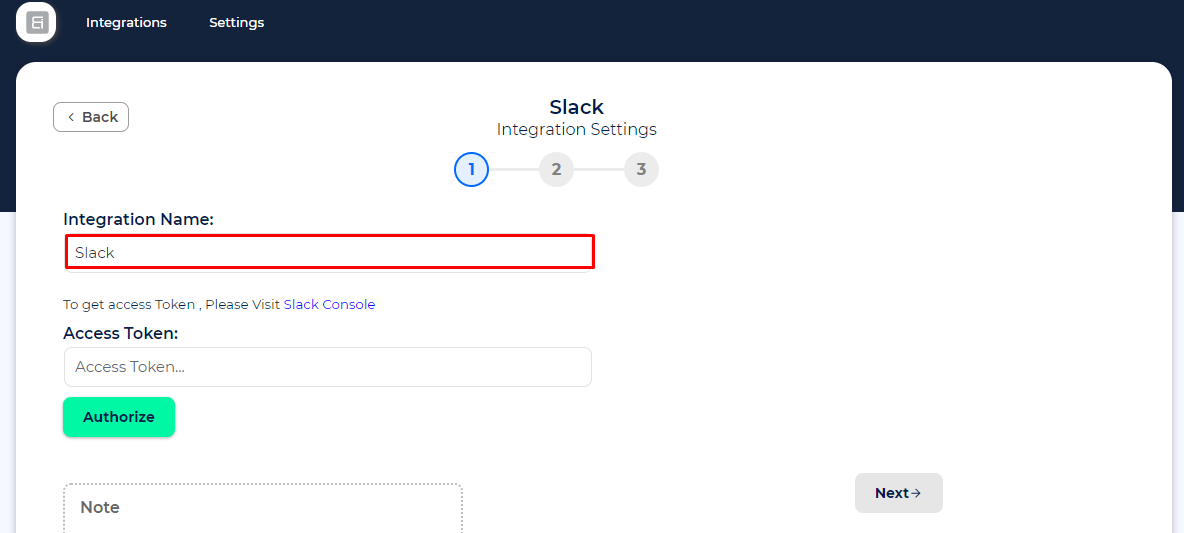 Integrations Settings
Back
Slack
Integration Settings
1 2 3
Integration Name:
Slack
To get access Token , Please Visit Slack Console
Access Token:
Access Token...
Authorize
Next→
Note